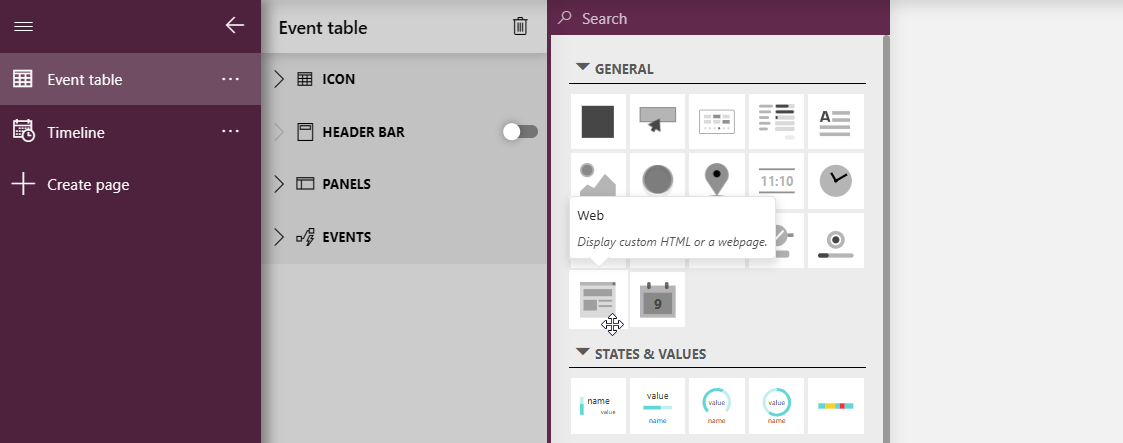 Event table
Timeline
Create page
Event table
ICON
HEADER BAR
PANELS
EVENTS
Search
GENERAL
A
11:10
Web
Display custom HTML or a webpage.
9
STATES & VALUES
name
value
value
name
value
name
value
name